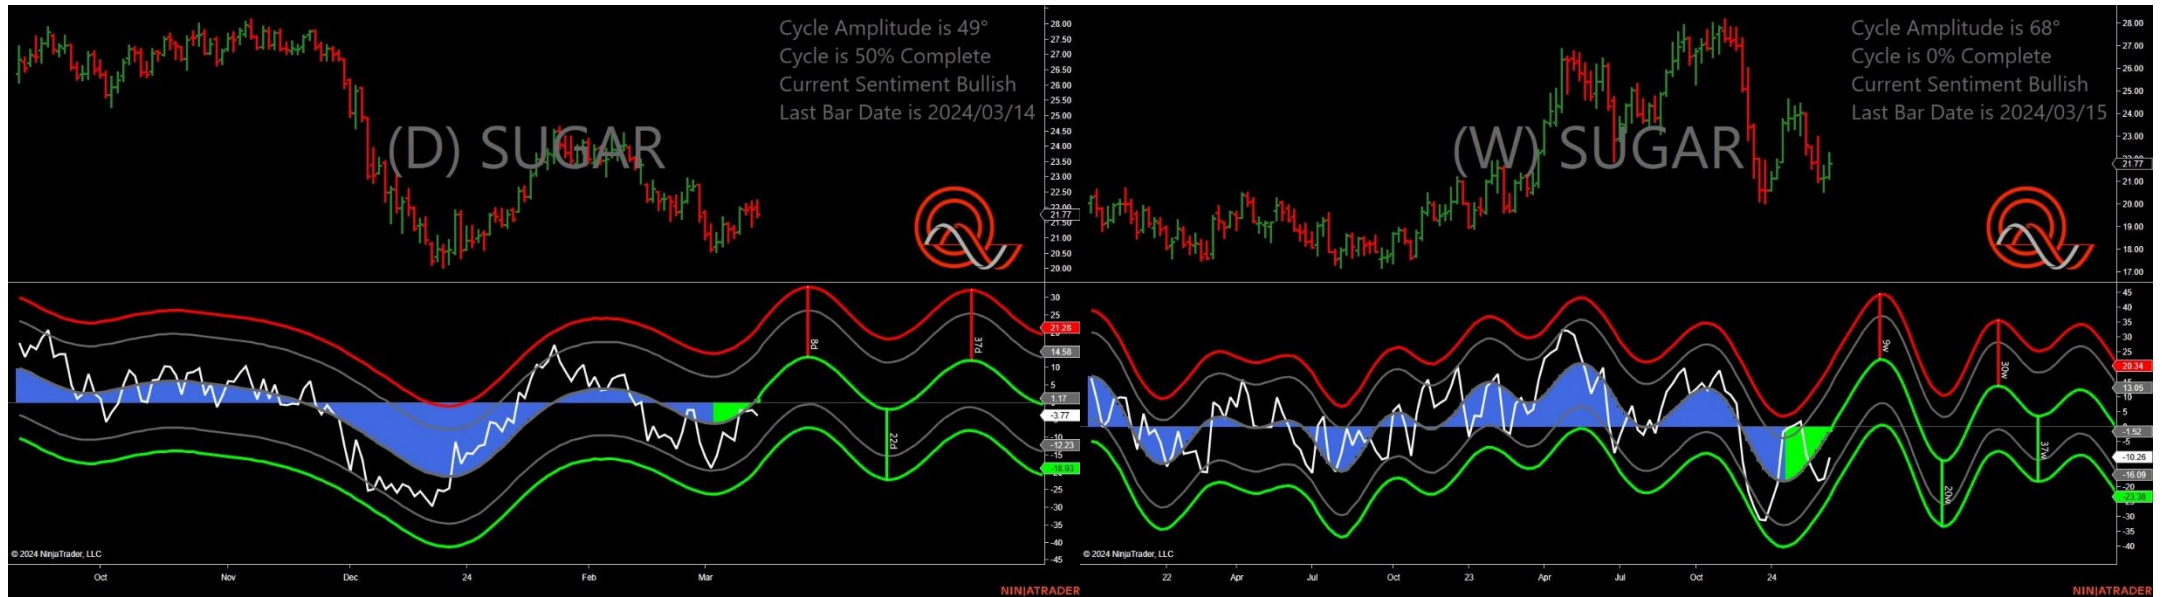 Cycle Amplitude is 49°
Cycle is 50% Complete
Current Sentiment Bullish
Last Bar Date is 2024/03/14
(D) SUGAR
28.00
27.50
27.00
26.50
26.00
25.50
25.00
24.50
24.00
23.50
23.00
22.50
22.00
21.77
21.50
21.00
20.50
20.00
30
25
21.28
14.58
10
5
1.17
-3.77
-10
-12.23
-15
-18.93
-25
-30
-35
-40
-45
8d
22d
37d
© 2024 NinjaTrader, LLC
Oct
Nov
Dec
24
Feb
Mar
NINJATRADER
Cycle Amplitude is 68°
Cycle is 0% Complete
Current Sentiment Bullish
Last Bar Date is 2024/03/15
(W) SUGAR
28.00
27.00
26.00
25.00
24.00
23.00
21.77
21.00
20.00
19.00
18.00
17.00
45
40
35
30
25
20.34
13.05
10
5
-1.52
-5
-10.26
-16.09
-20
-23.38
-30
-35
-40
9w
20w
30w
37w
© 2024 NinjaTrader, LLC
22
Apr
Jul
Oct
23
Apr
Jul
Oct
24
NINJATRADER